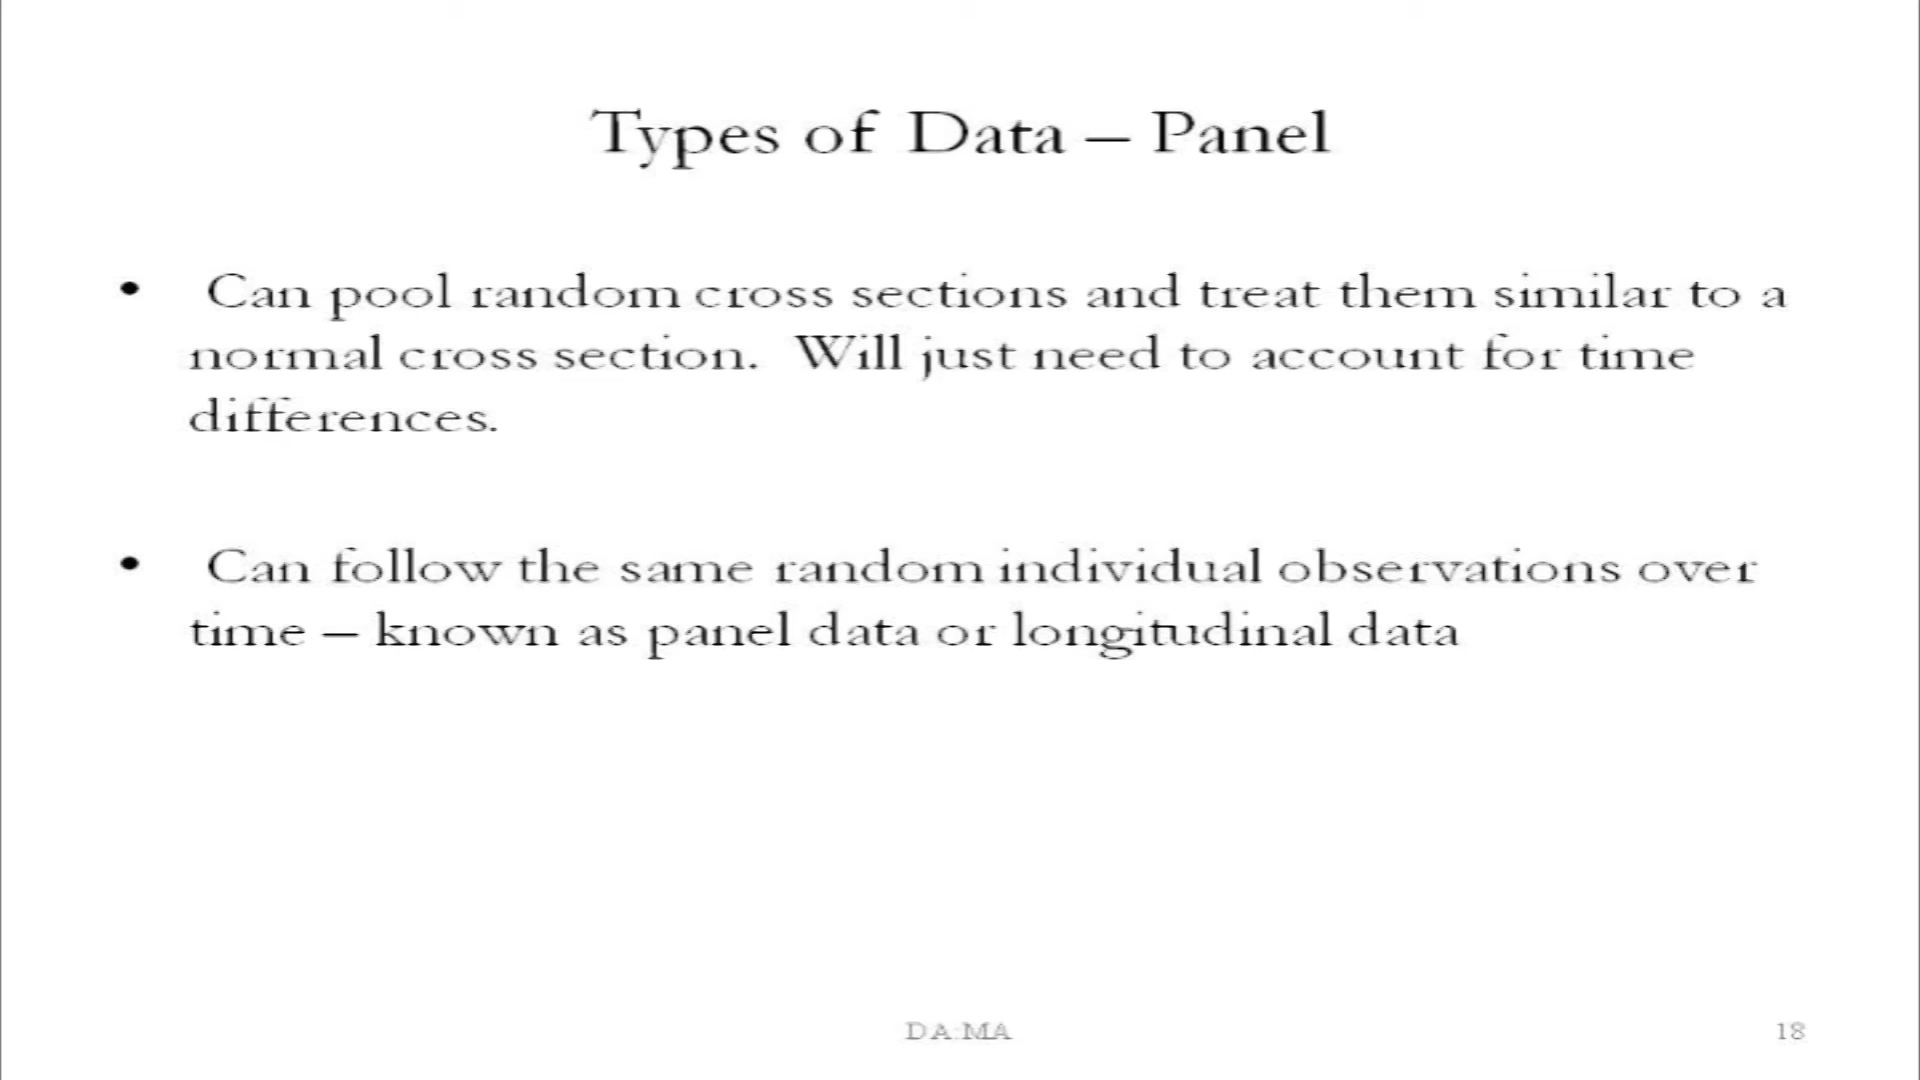 Types of Data – Panel
• Can pool random cross sections and treat them similar to a
normal cross section. Will just need to account for time
differences.
• Can follow the same random individual observations over
time – known as panel data or longitudinal data
DA:MA
18